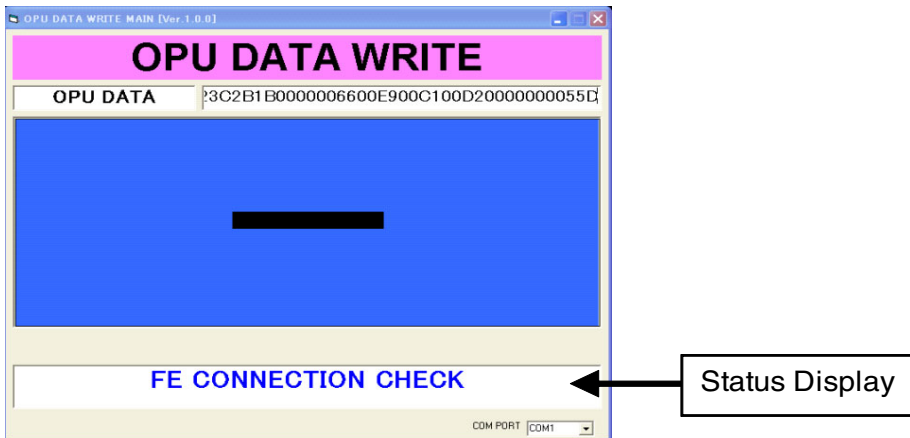 OPU DATA WRITE MAIN [Ver.1.0.0]
OPU DATA WRITE
OPU DATA 23C2B1B0000006600E900C100D20000000055D
FE CONNECTION CHECK
Status Display
COM PORT COM1